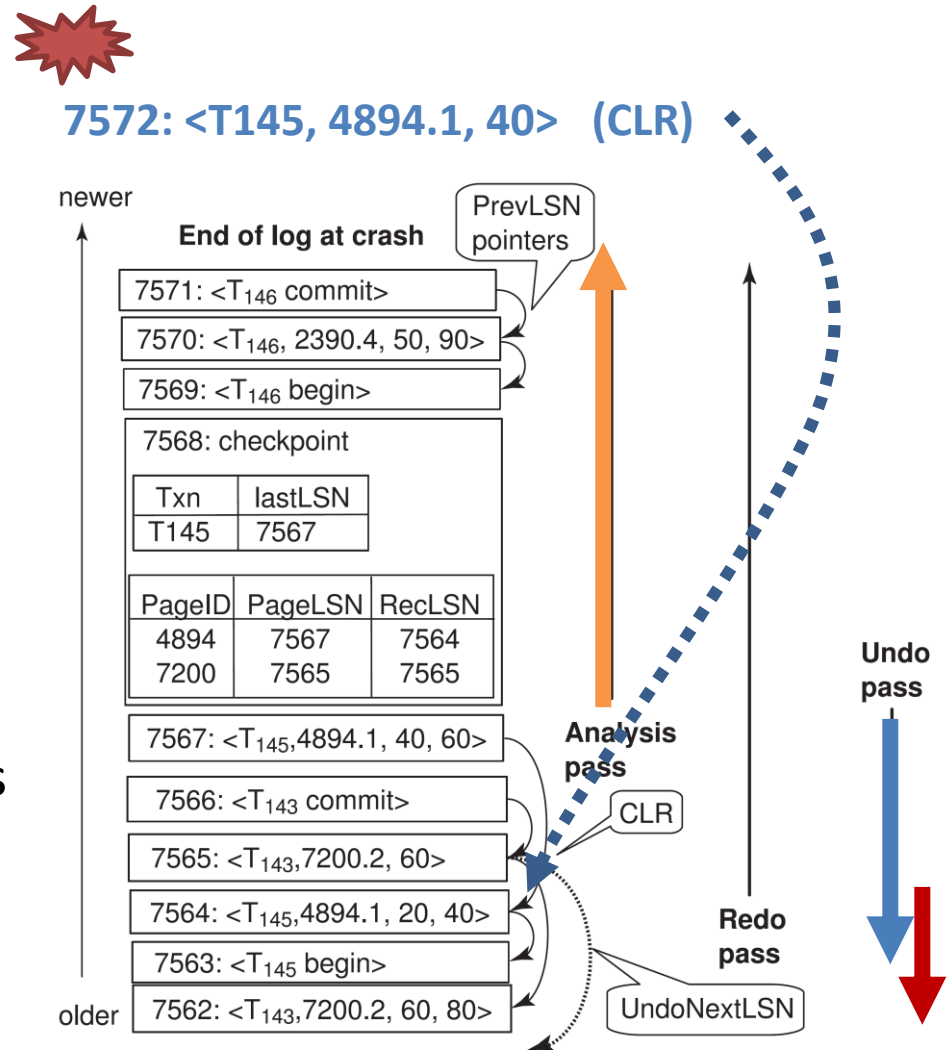 7572: <T145, 4894.1, 40> (CLR)
newer
PrevLSN
pointers
End of log at crash
7571: <T146 commit>
7570: <T146, 2390.4, 50, 90>
7569: <T146 begin>
7568: checkpoint
Txn lastLSN
T145 7567
PageID PageLSN RecLSN
4894 7567 7564
7200 7565 7565
Undo
pass
7567: <T145,4894.1, 40, 60>
Analysis
pass
s
7566: <T143 commit>
CLR
7565: <T143,7200.2, 60>
7564: <T145,4894.1, 20, 40>
Redo
pass
7563: <T145 begin>
UndoNextLSN
older
7562: <T143,7200.2, 60, 80>